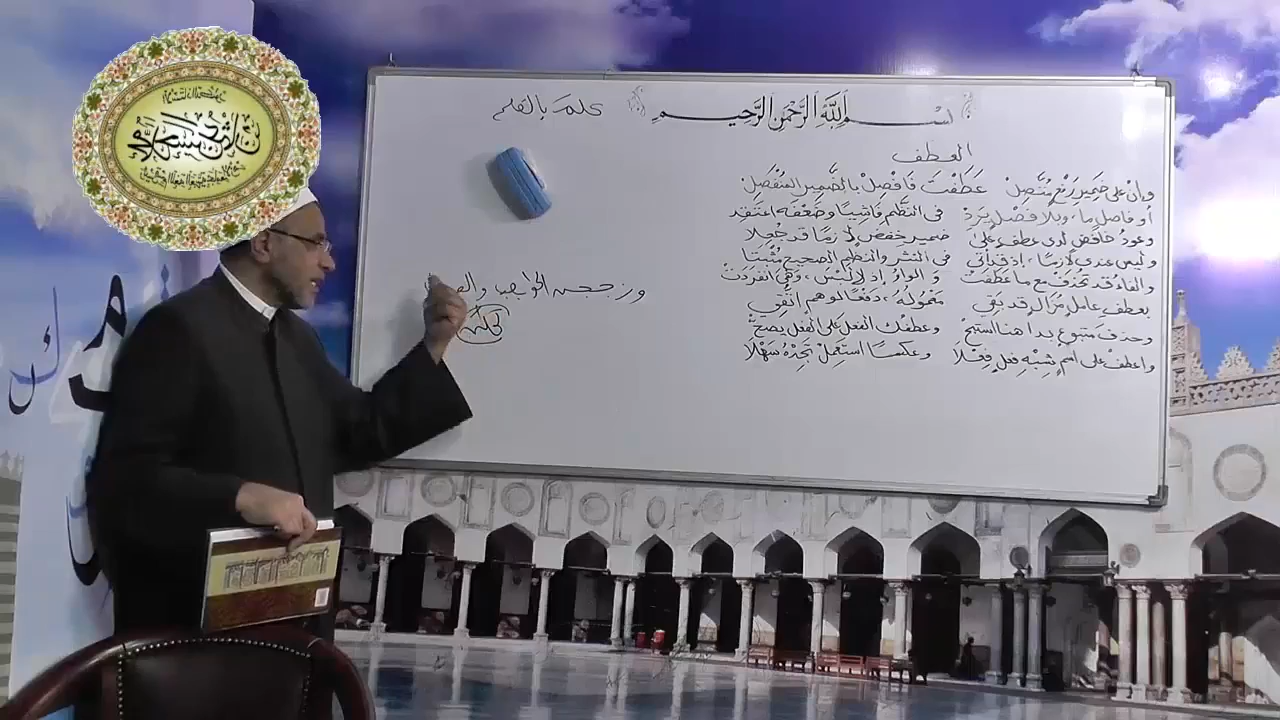 بسم الله الرحمن الرحيم
علم بالقلم
العطف
وإن على ضمير رفع متصل عطفت فافصل بالضمير المنفصل
أو فاصل ما، وبلا فصل يرد في النظم فاشيا وضعفه اعتقد
وعود خافض لدى عطف على ضمير خفض لازما قد جعلا
وليس عندي لازما، إذ قد أتى في النثر والنظم الصحيح مثبتا
والفاء قد تحذف مع ما عطفت والواو إذ لا لبس، وهي انفردت
بعطف عامل مزال قد بقي معموله، دفعا لوهم اتقي
وحذف متبوع بدا هنا استبح وعطفك الفعل على الفعل يصح
واعطف على اسم شبه فعل فعلا وعكسا استعمل تجده سهلا
وزججن الحواجب